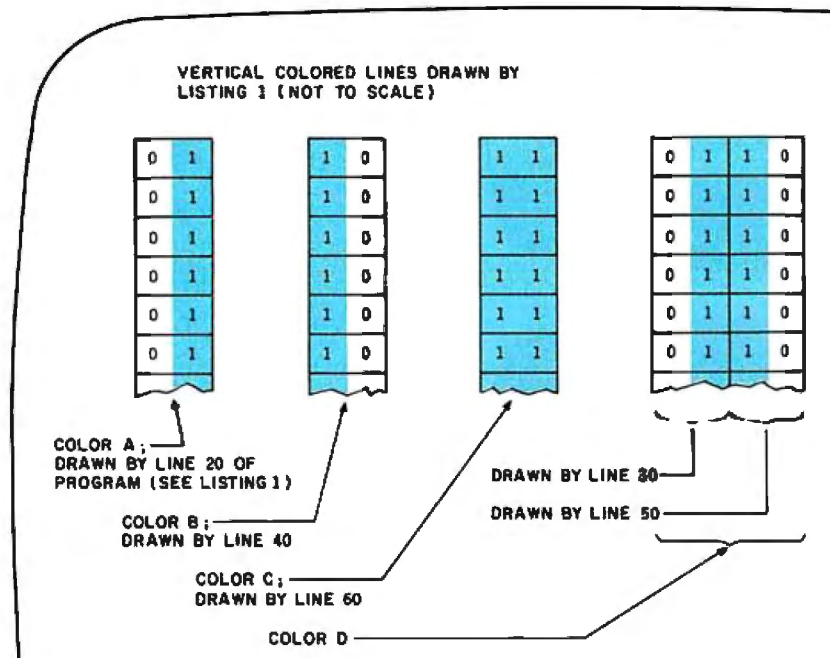 VERTICAL COLORED LINES DRAWN BY
LISTING 1 (NOT TO SCALE)
0 1 1 0 1 1 0 1 1 0
0 1 1 0 1 1 0 1 1 0
0 1 1 0 1 1 0 1 1 0
0 1 1 0 1 1 0 1 1 0
0 1 1 0 1 1 0 1 1 0
0 1 1 0 1 1 0 1 1 0
COLOR A;
DRAWN BY LINE 20 OF
PROGRAM (SEE LISTING 1)
COLOR B;
DRAWN BY LINE 40
COLOR C;
DRAWN BY LINE 60
DRAWN BY LINE 30
DRAWN BY LINE 50
COLOR D